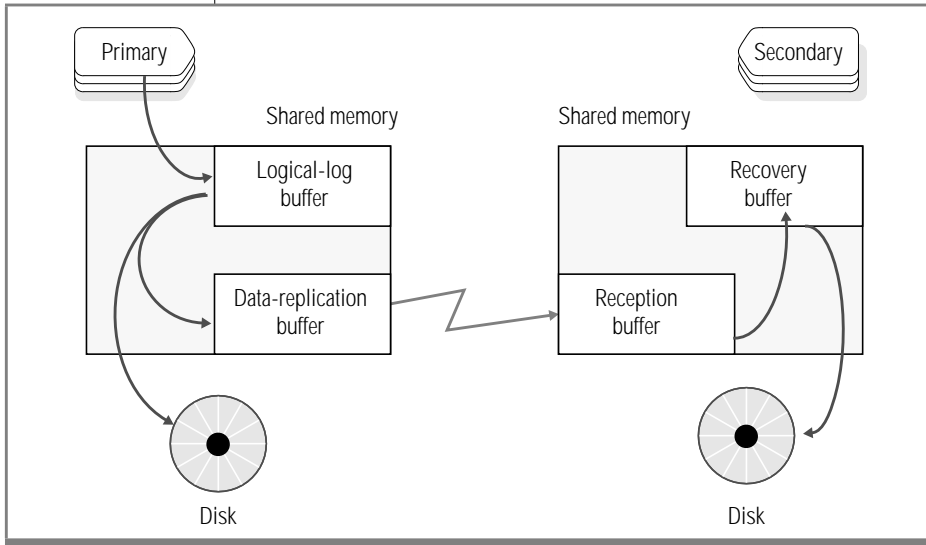 Primary
Secondary
Shared memory
Shared memory
Logical-log
buffer
Recovery
buffer
Data-replication
buffer
Reception
buffer
Disk
Disk